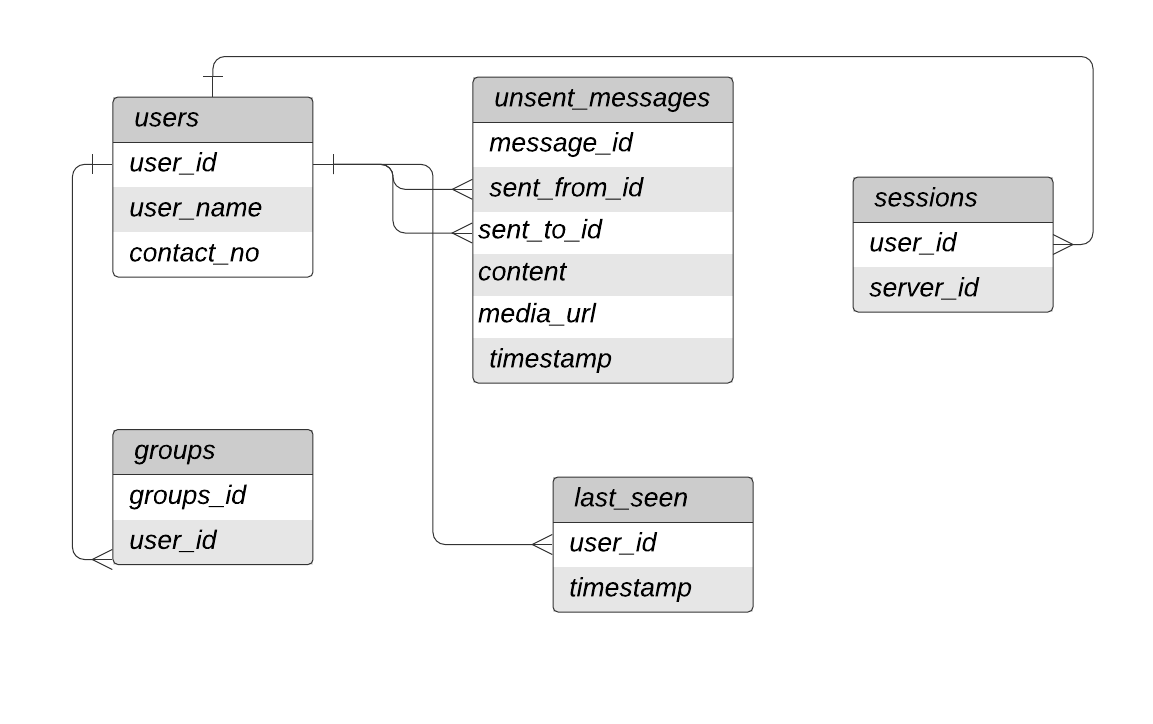 users
user_id
user_name
contact_no
unsent_messages
message_id
sent_from_id
sent_to_id
content
media_url
timestamp
sessions
user_id
server_id
groups
groups_id
user_id
last_seen
user_id
timestamp